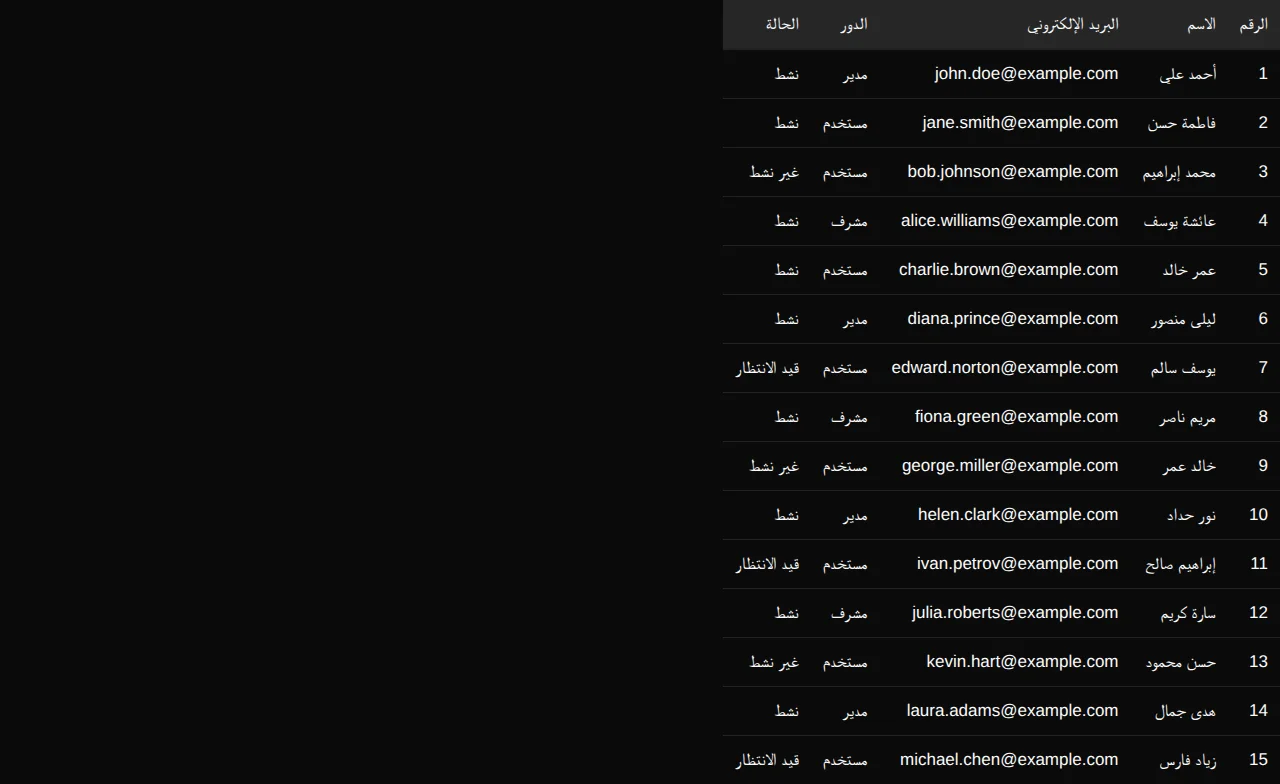 الرقم الاسم البريد الإلكتروني الدور الحالة
1 أحمد علي john.doe@example.com مدير نشط
2 فاطمة حسن jane.smith@example.com مستخدم نشط
3 محمد إبراهيم bob.johnson@example.com مستخدم غير نشط
4 عائشة يوسف alice.williams@example.com مشرف نشط
5 عمر خالد charlie.brown@example.com مستخدم نشط
6 ليلى منصور diana.prince@example.com مدير نشط
7 يوسف سالم edward.norton@example.com مستخدم قيد الانتظار
8 مريم ناصر fiona.green@example.com مشرف نشط
9 خالد عمر george.miller@example.com مستخدم غير نشط
10 نور حداد helen.clark@example.com مدير نشط
11 إبراهيم صالح ivan.petrov@example.com مستخدم قيد الانتظار
12 سارة كريم julia.roberts@example.com مشرف نشط
13 حسن محمود kevin.hart@example.com مستخدم غير نشط
14 هدى جمال laura.adams@example.com مدير نشط
15 زياد فارس michael.chen@example.com مستخدم قيد الانتظار